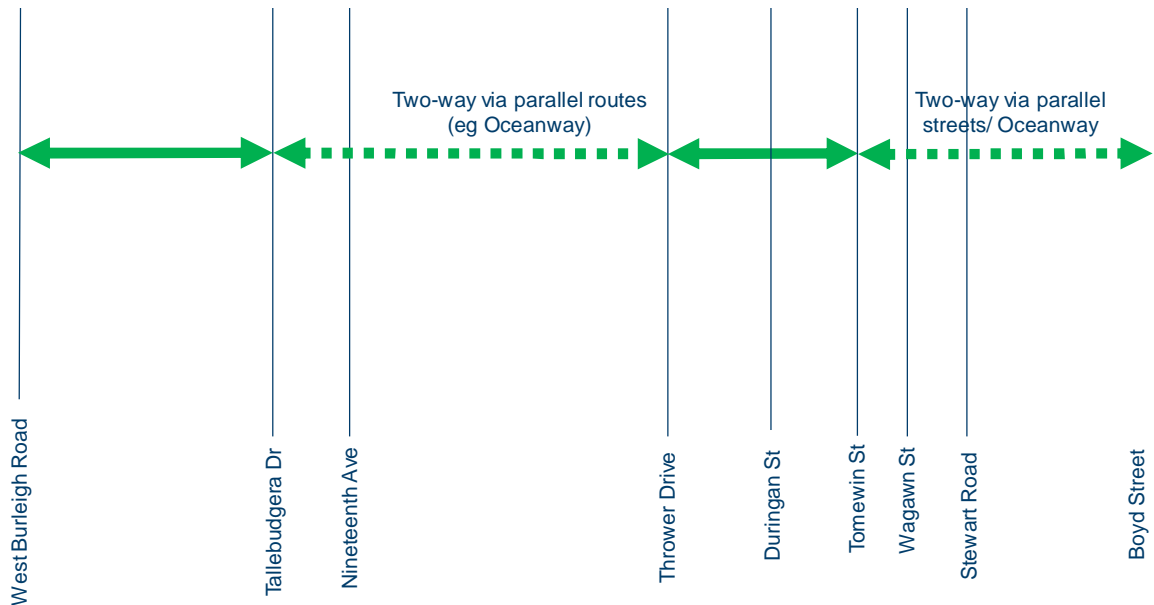 Two-way via parallel routes
(eg Oceanway)
Two-way via parallel
streets/ Oceanway
West Burleigh Road
Tallebudgera Dr
Nineteenth Ave
Thrower Drive
Duringan St
Tomewin St
Wagawn St
Stewart Road
Boyd Street